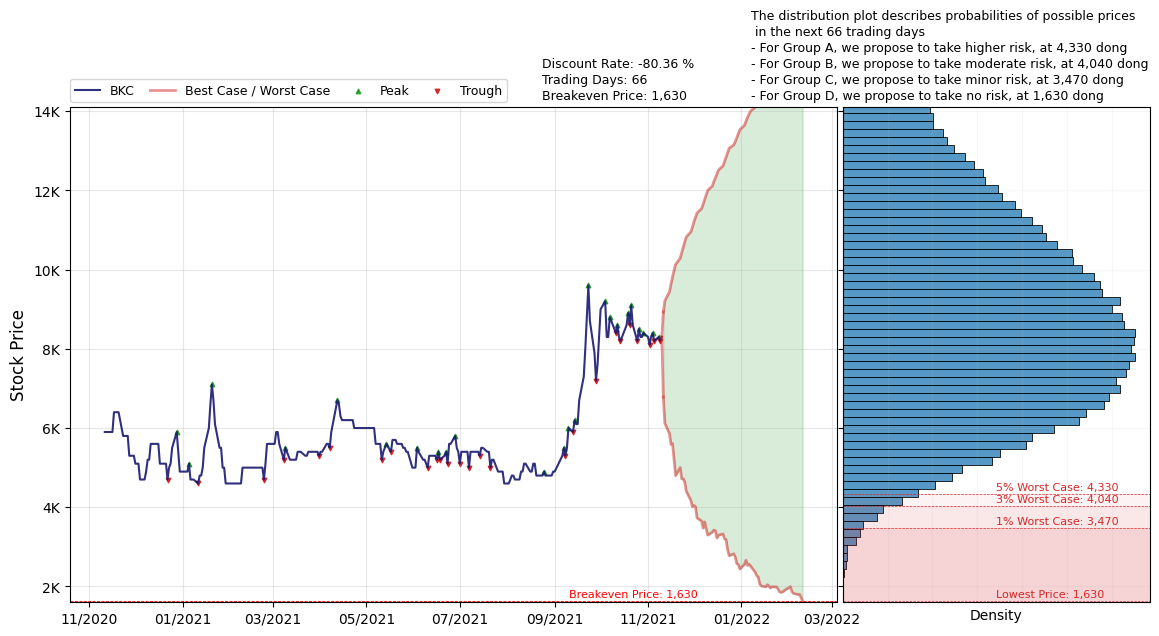 The distribution plot describes probabilities of possible prices
in the next 66 trading days
- For Group A, we propose to take higher risk, at 4,330 dong
- For Group B, we propose to take moderate risk, at 4,040 dong
- For Group C, we propose to take minor risk, at 3,470 dong
- For Group D, we propose to take no risk, at 1,630 dong
Discount Rate: -80.36 %
Trading Days: 66
Breakeven Price: 1,630
BKC
Best Case / Worst Case
Peak
Trough
Stock Price
14K
12K
10K
8K
6K
4K
2K
5% Worst Case: 4,330
3% Worst Case: 4,040
1% Worst Case: 3,470
Breakeven Price: 1,630
Lowest Price: 1,630
11/2020
01/2021
03/2021
05/2021
07/2021
09/2021
11/2021
01/2022
03/2022
Density